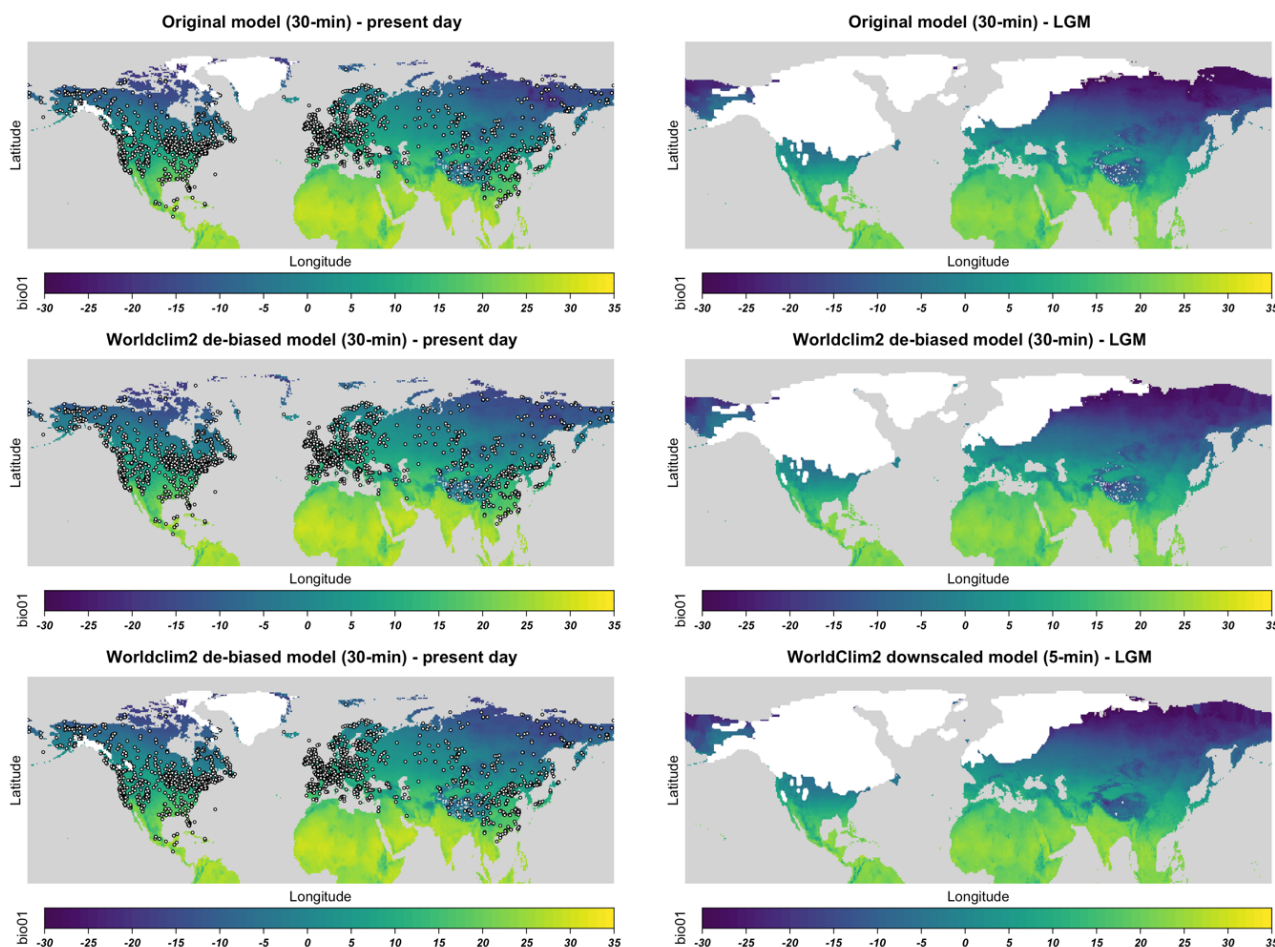 Original model (30-min) - present day
Latitude
Longitude
bio01
-30 -25 -20 -15 -10 -5 0 5 10 15 20 25 30 35
Original model (30-min) - LGM
Latitude
Longitude
bio01
-30 -25 -20 -15 -10 -5 0 5 10 15 20 25 30 35
Worldclim2 de-biased model (30-min) - present day
Latitude
Longitude
bio01
-30 -25 -20 -15 -10 -5 0 5 10 15 20 25 30 35
Worldclim2 de-biased model (30-min) - LGM
Latitude
Longitude
bio01
-30 -25 -20 -15 -10 -5 0 5 10 15 20 25 30 35
Worldclim2 de-biased model (30-min) - present day
Latitude
Longitude
bio01
-30 -25 -20 -15 -10 -5 0 5 10 15 20 25 30 35
WorldClim2 downscaled model (5-min) - LGM
Latitude
Longitude
bio01
-30 -25 -20 -15 -10 -5 0 5 10 15 20 25 30 35